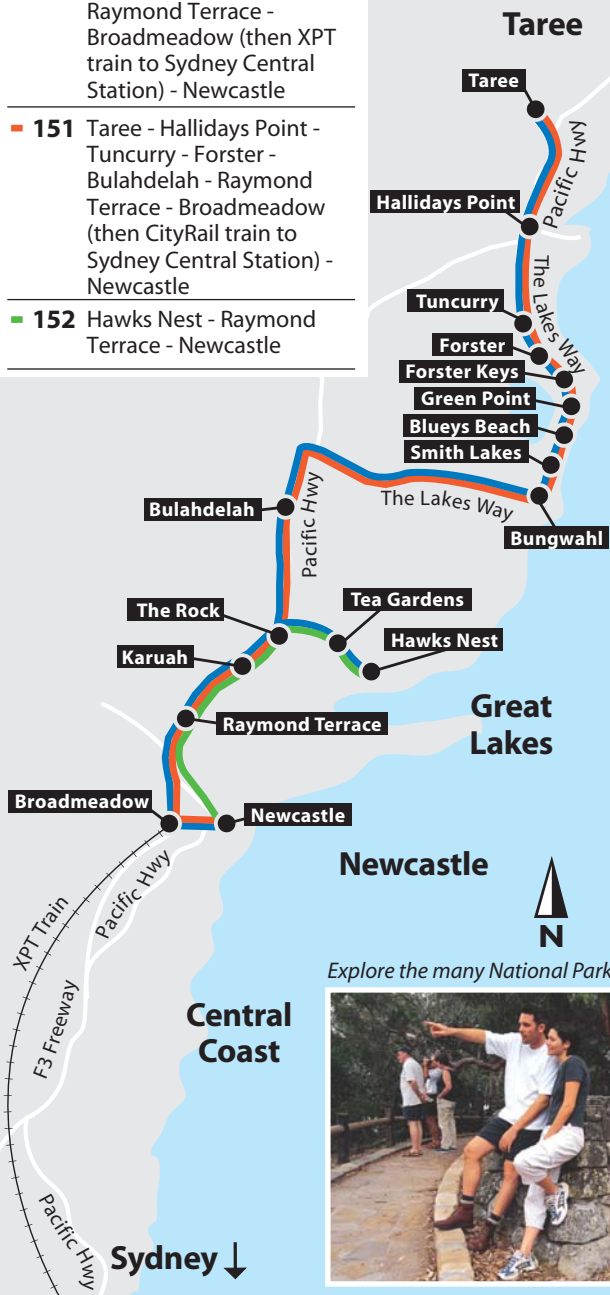 Raymond Terrace -
Broadmeadow (then XPT
train to Sydney Central
Station) - Newcastle
151 Taree - Hallidays Point -
Tuncurry - Forster -
Bulahdelah - Raymond
Terrace - Broadmeadow
(then CityRail train to
Sydney Central Station) -
Newcastle
152 Hawks Nest - Raymond
Terrace - Newcastle
Taree
Taree
Pacific Hwy
Hallidays Point
The Lakes Way
Tuncurry
Forster
Forster Keys
Green Point
Blueys Beach
Smith Lakes
The Lakes Way
Bungwahl
Bulahdelah
Pacific Hwy
The Rock
Tea Gardens
Hawks Nest
Karuah
Great
Lakes
Raymond Terrace
Broadmeadow
Newcastle
Newcastle
Pacific Hwy
XPT Train
N
Explore the many National Park
F3 Freeway
Central
Coast
Pacific Hwy
Sydney ↓